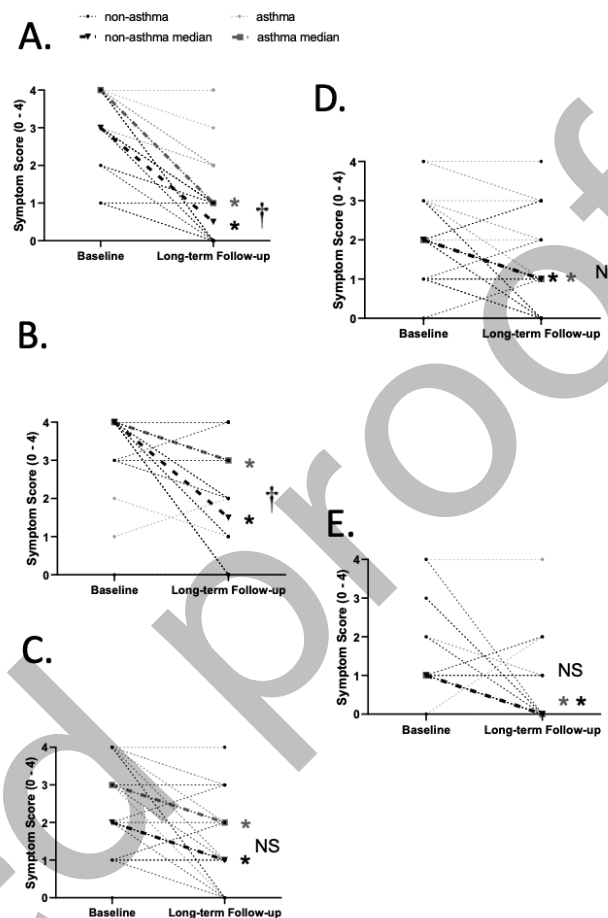 non-asthma
asthma
non-asthma median
asthma median
A.
Symptom Score (0 - 4)
4
3
2
1
0
* †
*
Baseline
Long-term Follow-up
D.
Symptom Score (0 - 4)
4
3
2
1
0
* *
N
Baseline
Long-term Follow-up
B.
Symptom Score (0 - 4)
4
3
2
1
0
*
†
*
Baseline
Long-term Follow-up
E.
Symptom Score (0 - 4)
4
3
2
1
0
NS
* *
Baseline
Long-term Follow-up
C.
Symptom Score (0 - 4)
4
3
2
1
0
*
NS
*
Baseline
Long-term Follow-up
d proof